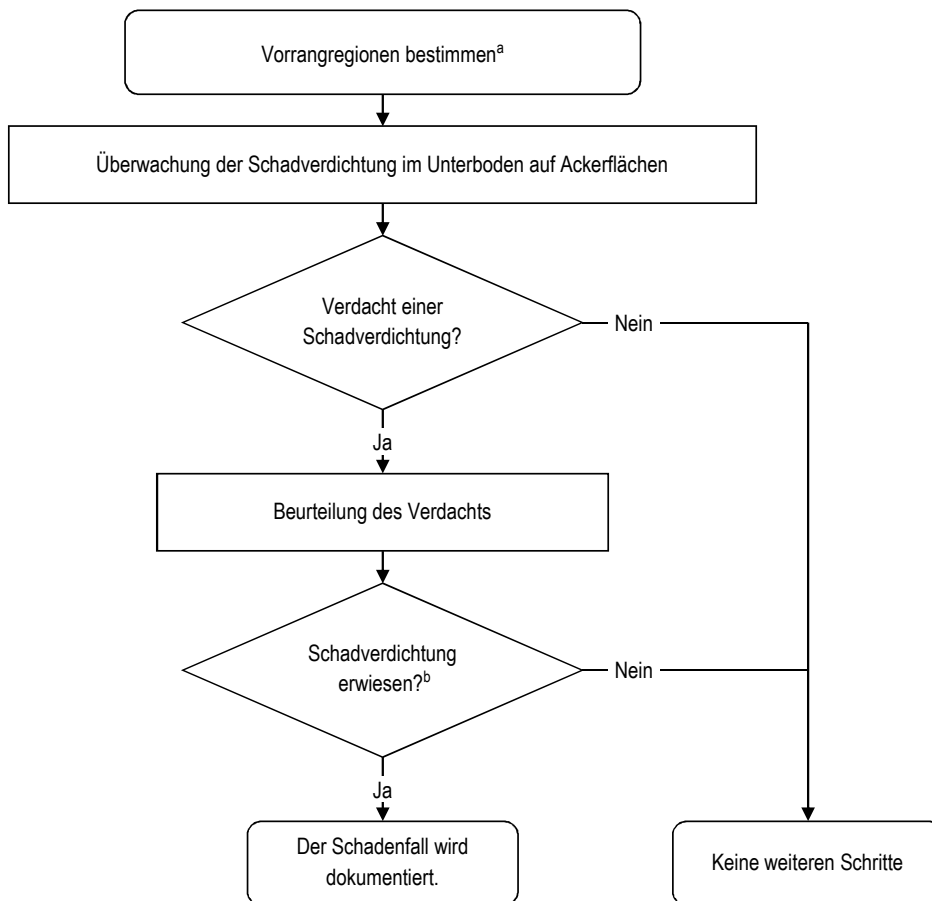 Vorrangregionen bestimmenᵃ
Überwachung der Schadverdichtung im Unterboden auf Ackerflächen
Verdacht einer
Schadverdichtung?
Nein
Ja
Beurteilung des Verdachts
Schadverdichtung
erwiesen?ᵇ
Nein
Ja
Der Schadenfall wird
dokumentiert.
Keine weiteren Schritte